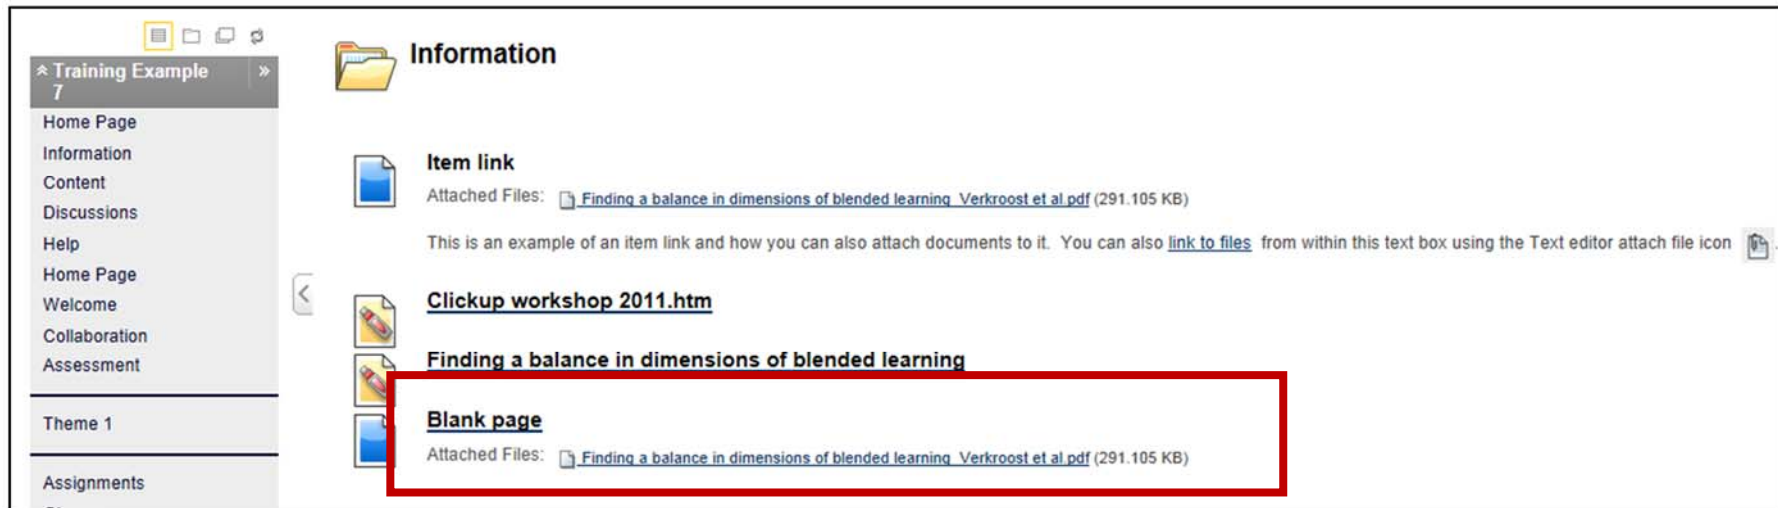 Training Example
7
Home Page
Information
Content
Discussions
Help
Home Page
Welcome
Collaboration
Assessment
Theme 1
Assignments
Information
Item link
Attached Files: Finding a balance in dimensions of blended learning Verkroost et al.pdf (291.105 KB)
This is an example of an item link and how you can also attach documents to it. You can also link to files from within this text box using the Text editor attach file icon .
Clickup workshop 2011.htm
Finding a balance in dimensions of blended learning
Blank page
Attached Files: Finding a balance in dimensions of blended learning Verkroost et al.pdf (291.105 KB)